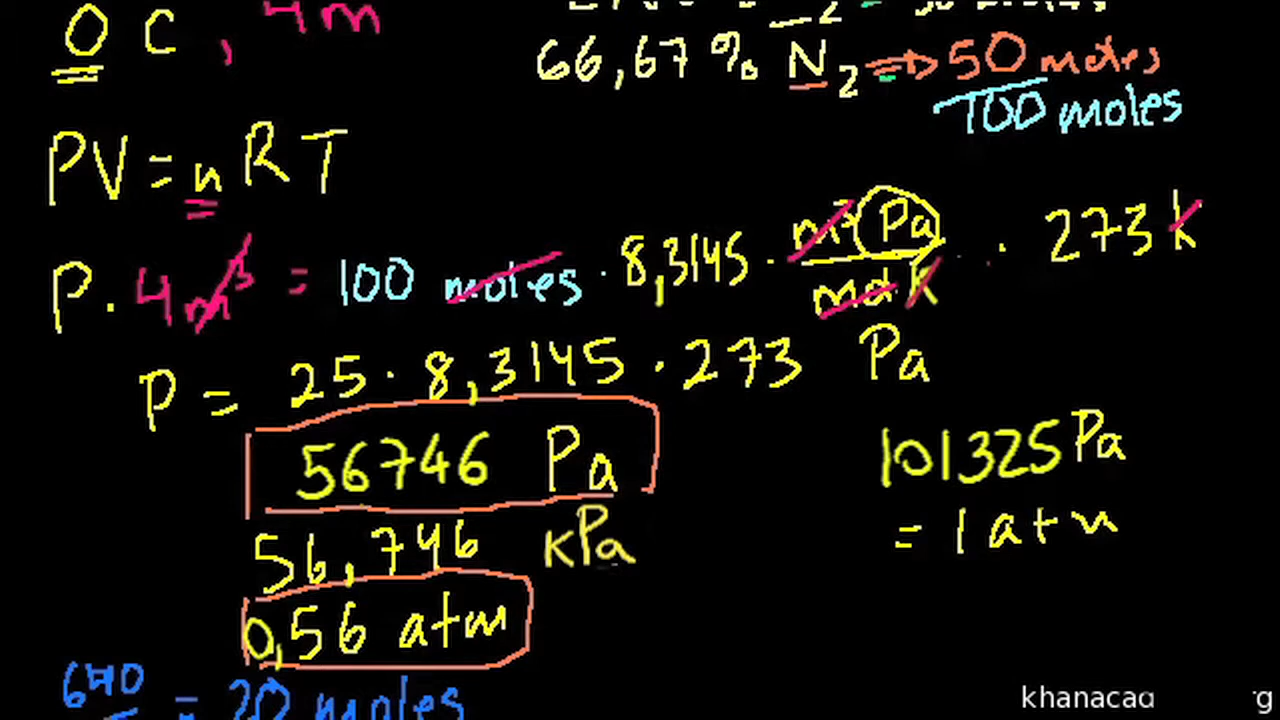 0 C, 4m
66,67 % N2 => 50 moles
100 moles
PV = nRT
P. 4m³ = 100 moles · 8,3145 · m³ Pa / mol K · 273 K
P = 25 · 8,3145 · 273 Pa
56746 Pa
101325 Pa
56,746 kPa
= 1 atm
0,56 atm
640
= 20 moles
khanacad rg